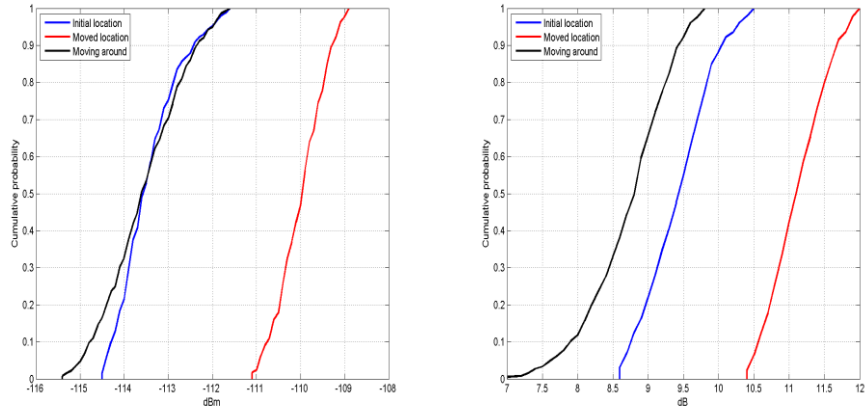 Initial location
Moved location
Moving around
Cumulative probability
1
0.9
0.8
0.7
0.6
0.5
0.4
0.3
0.2
0.1
0
-116 -115 -114 -113 -112 -111 -110 -109 -108
dBm
Initial location
Moved location
Moving around
Cumulative probability
1
0.9
0.8
0.7
0.6
0.5
0.4
0.3
0.2
0.1
0
7 7.5 8 8.5 9 9.5 10 10.5 11 11.5 12
dB